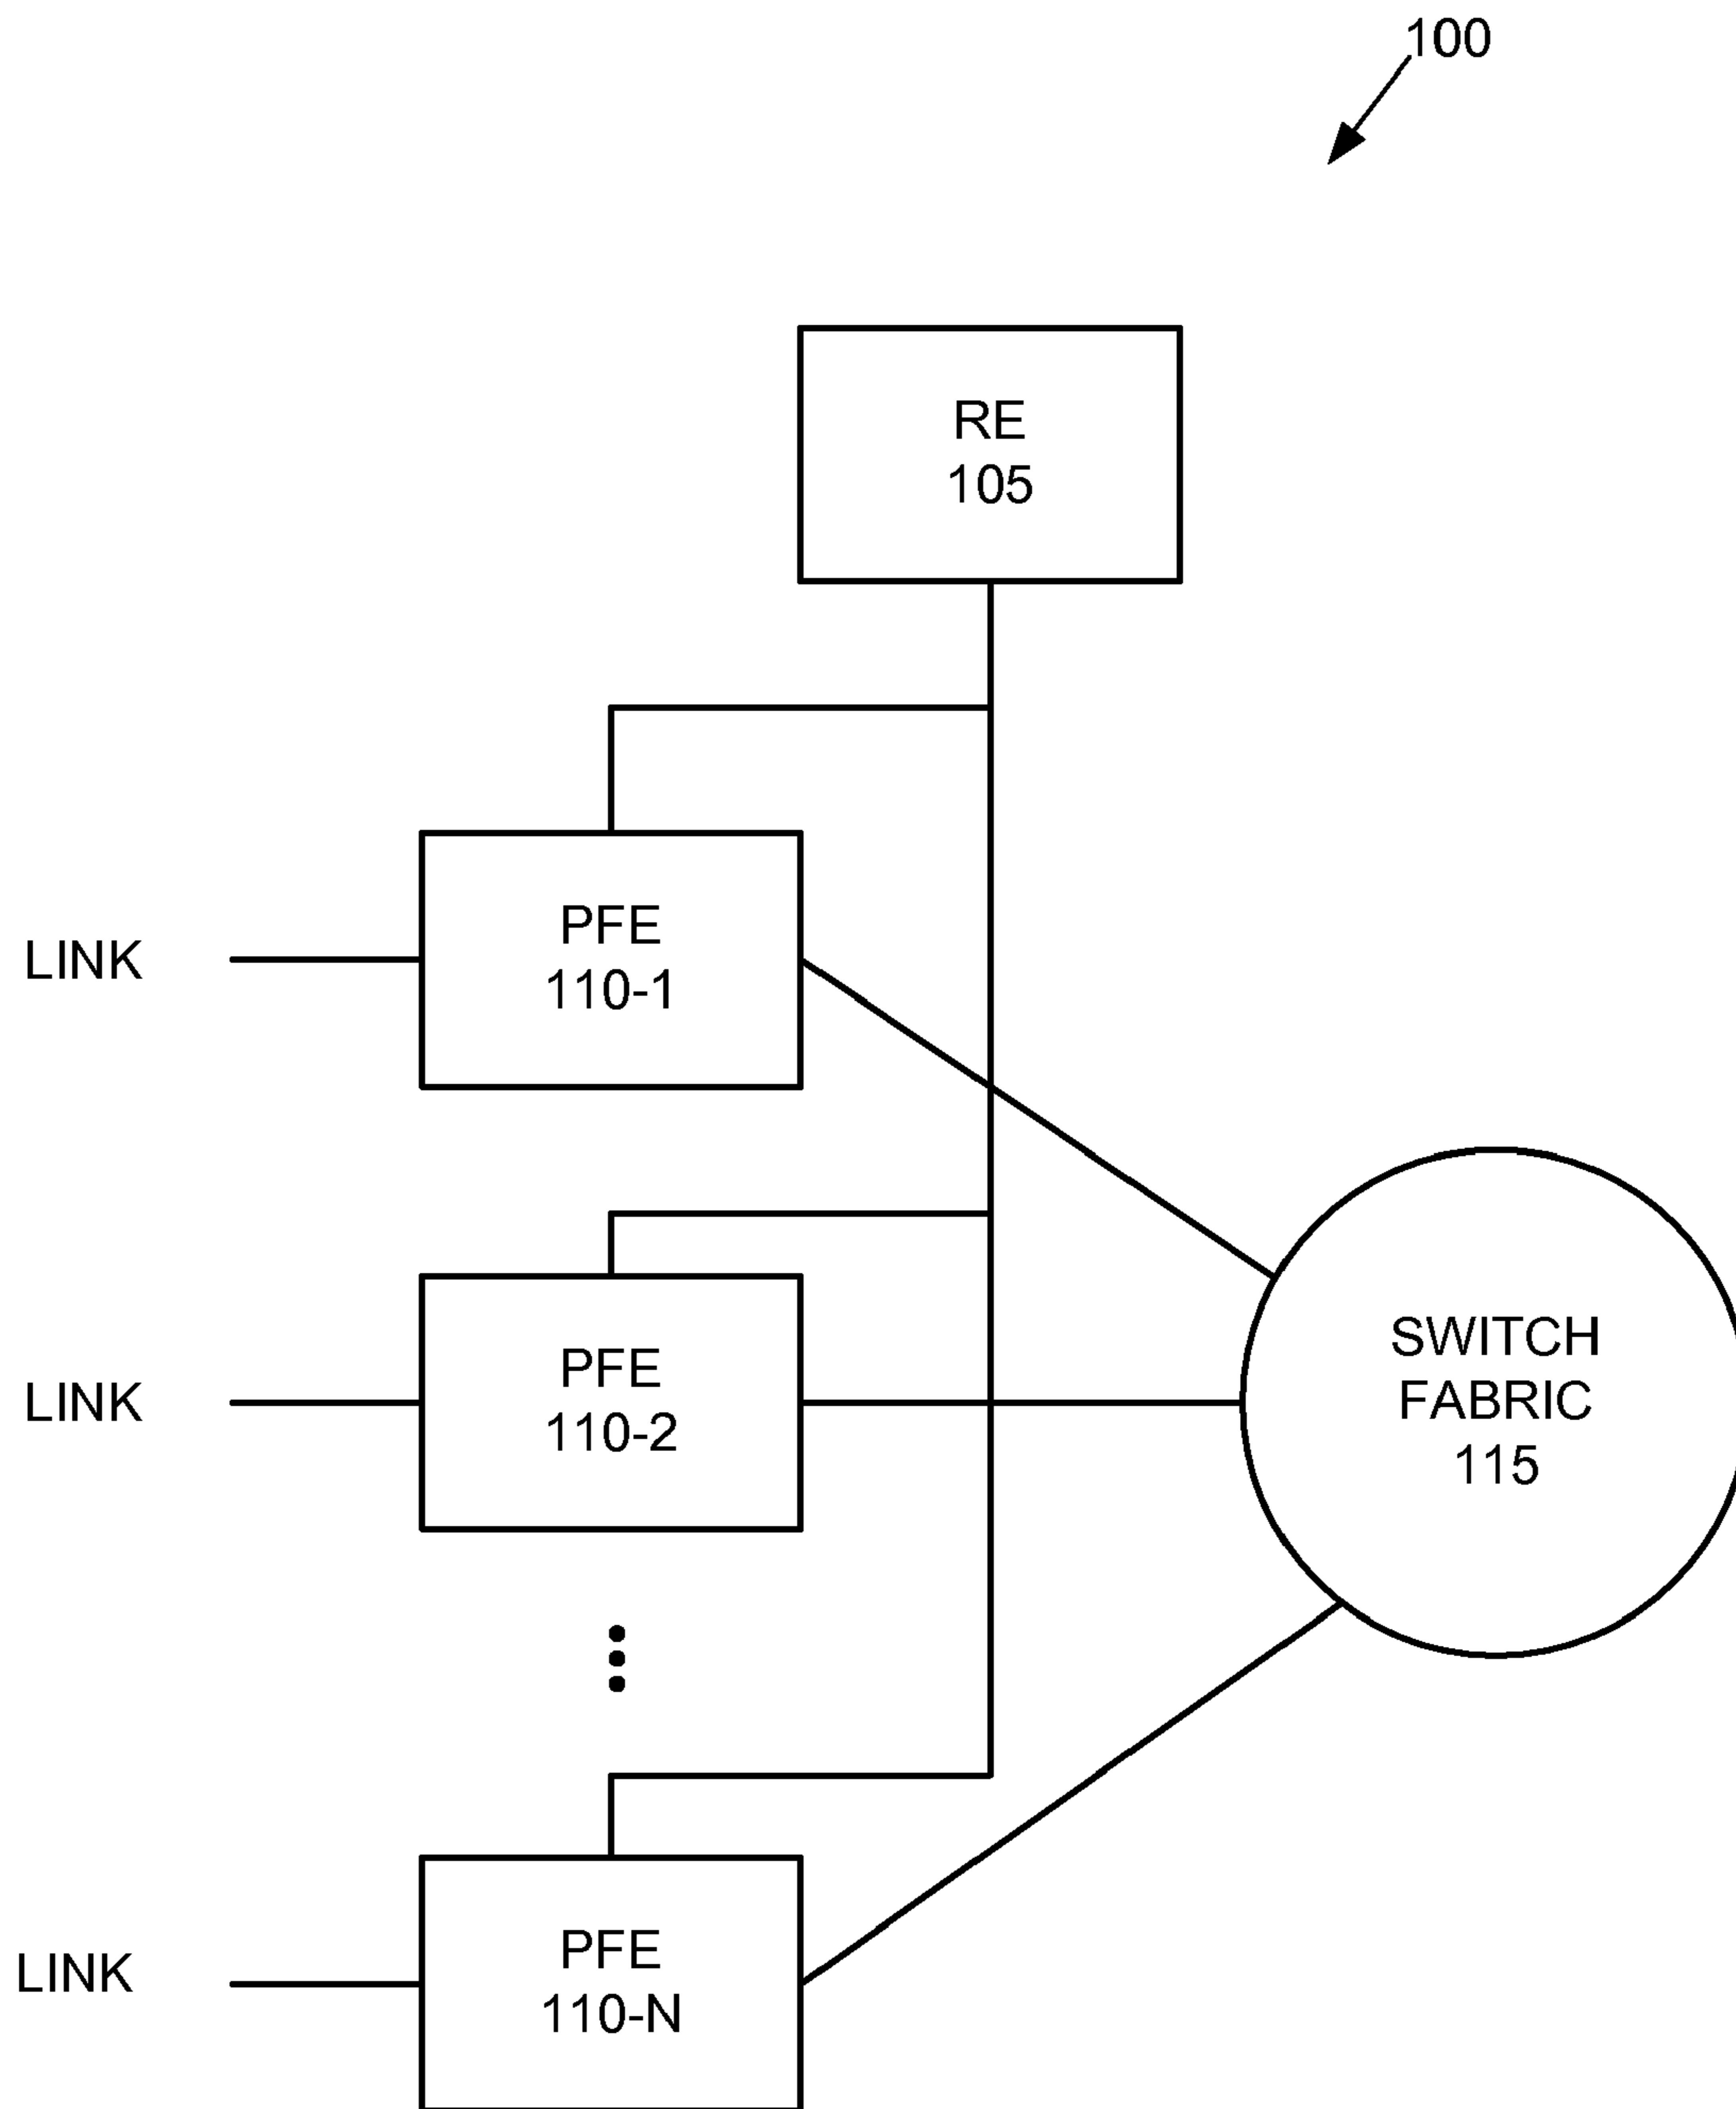 100
RE
105
PFE
110-1
LINK
PFE
110-2
LINK
SWITCH
FABRIC
115
PFE
110-N
LINK